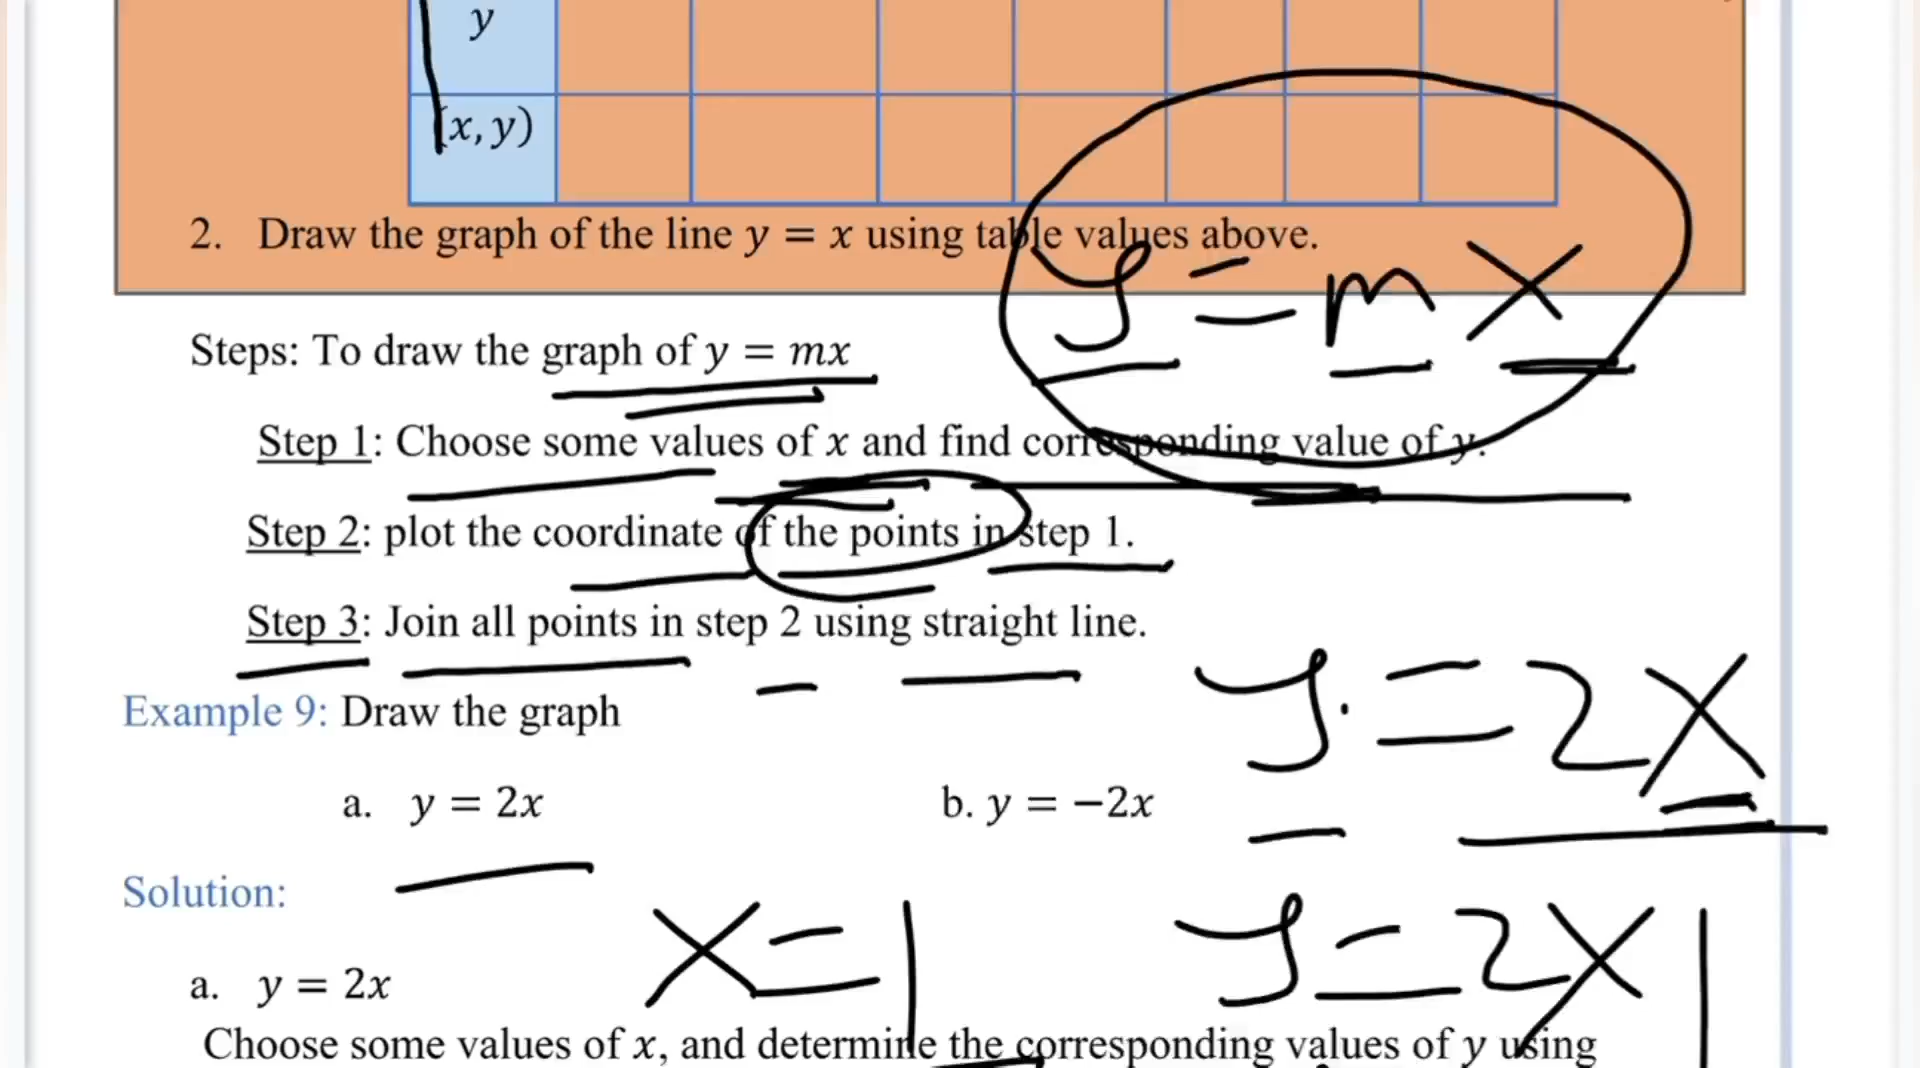 y
(x, y)
2. Draw the graph of the line y = x using table values above.
y = mx
Steps: To draw the graph of y = mx
Step 1: Choose some values of x and find corresponding value of y.
Step 2: plot the coordinate of the points in step 1.
Step 3: Join all points in step 2 using straight line.
y = 2x
Example 9: Draw the graph
a. y = 2x b. y = −2x
Solution:
x = 1 y = 2 x 1
a. y = 2x
Choose some values of x, and determine the corresponding values of y using